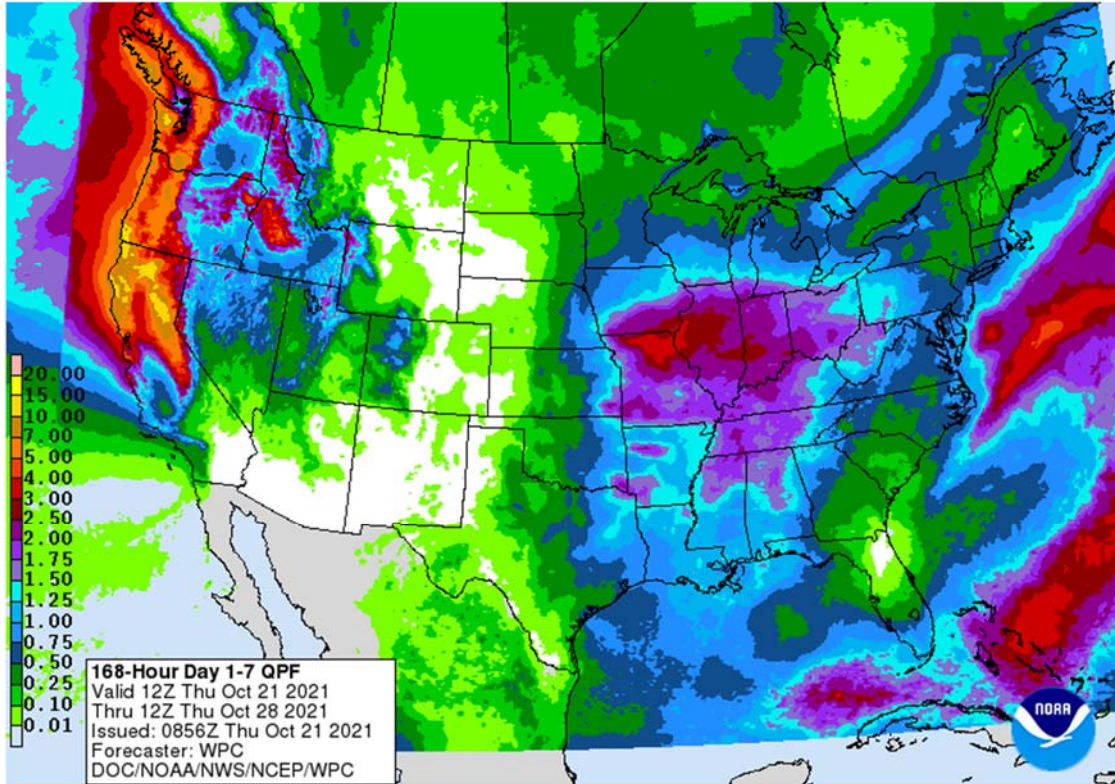 20.00
15.00
10.00
7.00
5.00
4.00
3.00
2.50
2.00
1.75
1.50
1.25
1.00
0.75
0.50
0.25
0.10
0.01
168-Hour Day 1-7 QPF
Valid 12Z Thu Oct 21 2021
Thru 12Z Thu Oct 28 2021
Issued: 0856Z Thu Oct 21 2021
Forecaster: WPC
DOC/NOAA/NWS/NCEP/WPC
NOAA